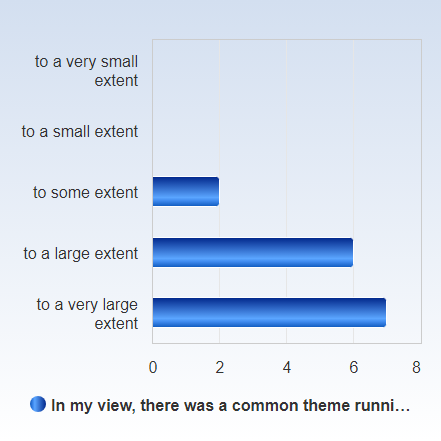 to a very small
extent
to a small extent
to some extent
to a large extent
to a very large
extent
0 2 4 6 8
In my view, there was a common theme runni...